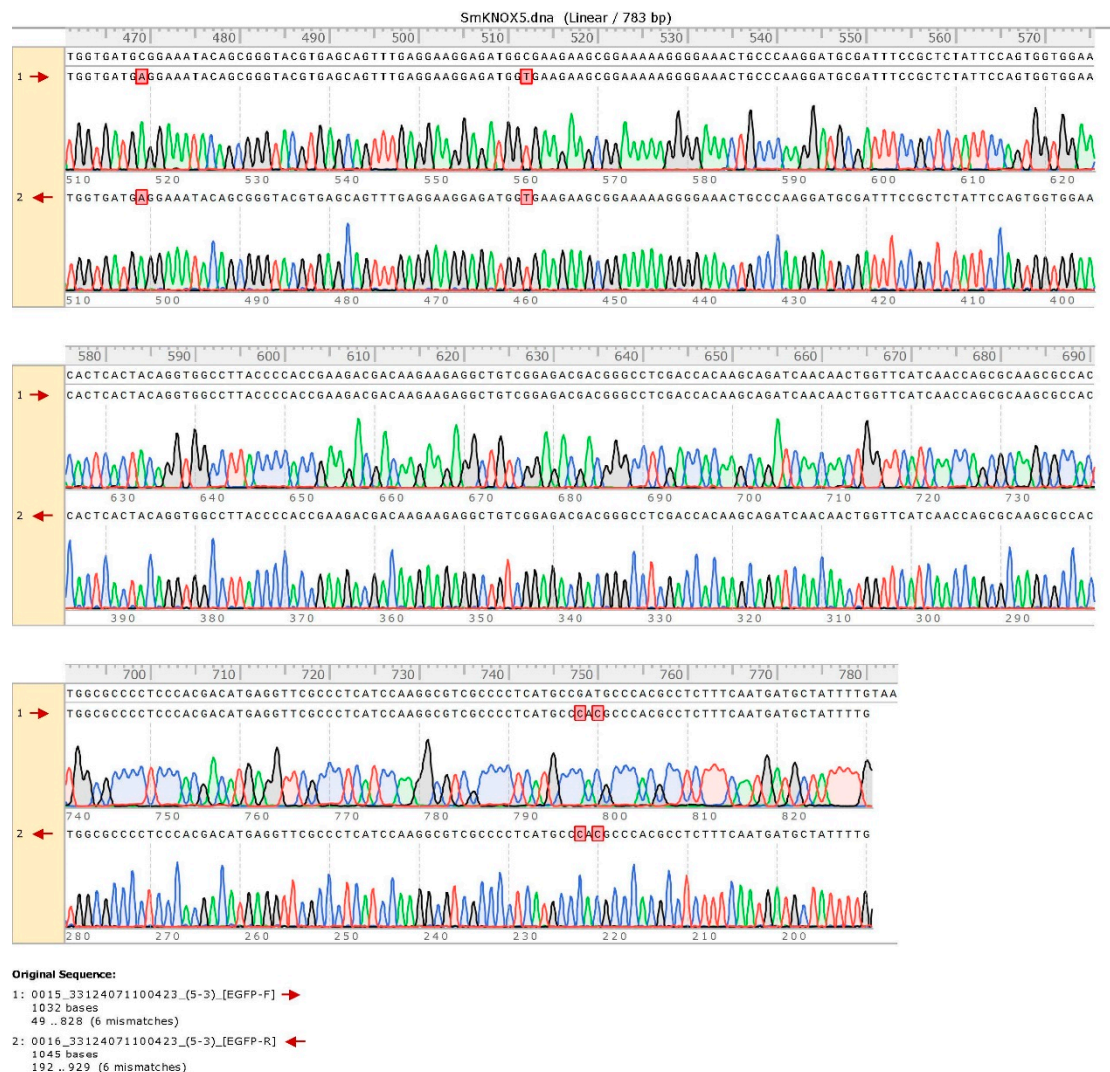 SmKNOX5.dna (Linear / 783 bp)
470 480 490 500 510 520 530 540 550 560 570
TGGTGATGCGGAAATACAGCGGGTACGTGAGCAGTTTGAGGAAGGAGATGGCGAAGAAGCGGAAAAAGGGGAAACTGCCCAAGGATGCGATTTCCGCTCTATTCCAGTGGTGGAA
1 TGGTGATGAGGAAATACAGCGGGTACGTGAGCAGTTTGAGGAAGGAGATGGTGAAGAAGCGGAAAAAGGGGAAACTGCCCAAGGATGCGATTTCCGCTCTATTCCAGTGGTGGAA
510 520 530 540 550 560 570 580 590 600 610 620
2 TGGTGATGAGGAAATACAGCGGGTACGTGAGCAGTTTGAGGAAGGAGATGGTGAAGAAGCGGAAAAAGGGGAAACTGCCCAAGGATGCGATTTCCGCTCTATTCCAGTGGTGGAA
510 500 490 480 470 460 450 440 430 420 410 400
580 590 600 610 620 630 640 650 660 670 680 690
CACTCACTACAGGTGGCCTTACCCCACCGAAGACGACAAGAAGAGGCTGTCGGAGACGACGGGCCTCGACCACAAGCAGATCAACAACTGGTTCATCAACCAGCGCAAGCGCCAC
1 CACTCACTACAGGTGGCCTTACCCCACCGAAGACGACAAGAAGAGGCTGTCGGAGACGACGGGCCTCGACCACAAGCAGATCAACAACTGGTTCATCAACCAGCGCAAGCGCCAC
630 640 650 660 670 680 690 700 710 720 730
2 CACTCACTACAGGTGGCCTTACCCCACCGAAGACGACAAGAAGAGGCTGTCGGAGACGACGGGCCTCGACCACAAGCAGATCAACAACTGGTTCATCAACCAGCGCAAGCGCCAC
390 380 370 360 350 340 330 320 310 300 290
700 710 720 730 740 750 760 770 780
TGGCGCCCCTCCCACGACATGAGGTTCGCCCTCATCCAAGGCGTCGCCCCTCATGCCGATGCCCACGCCTCTTTCAATGATGCTATTTTGTAA
1 TGGCGCCCCTCCCACGACATGAGGTTCGCCCTCATCCAAGGCGTCGCCCCTCATGCCCACGCCCACGCCTCTTTCAATGATGCTATTTTG
740 750 760 770 780 790 800 810 820
2 TGGCGCCCCTCCCACGACATGAGGTTCGCCCTCATCCAAGGCGTCGCCCCTCATGCCCACGCCCACGCCTCTTTCAATGATGCTATTTTG
280 270 260 250 240 230 220 210 200
Original Sequence:
1: 0015_33124071100423_(5-3)_[EGFP-F]
1032 bases
49 .. 828 (6 mismatches)
2: 0016_33124071100423_(5-3)_[EGFP-R]
1045 bases
192 .. 929 (6 mismatches)